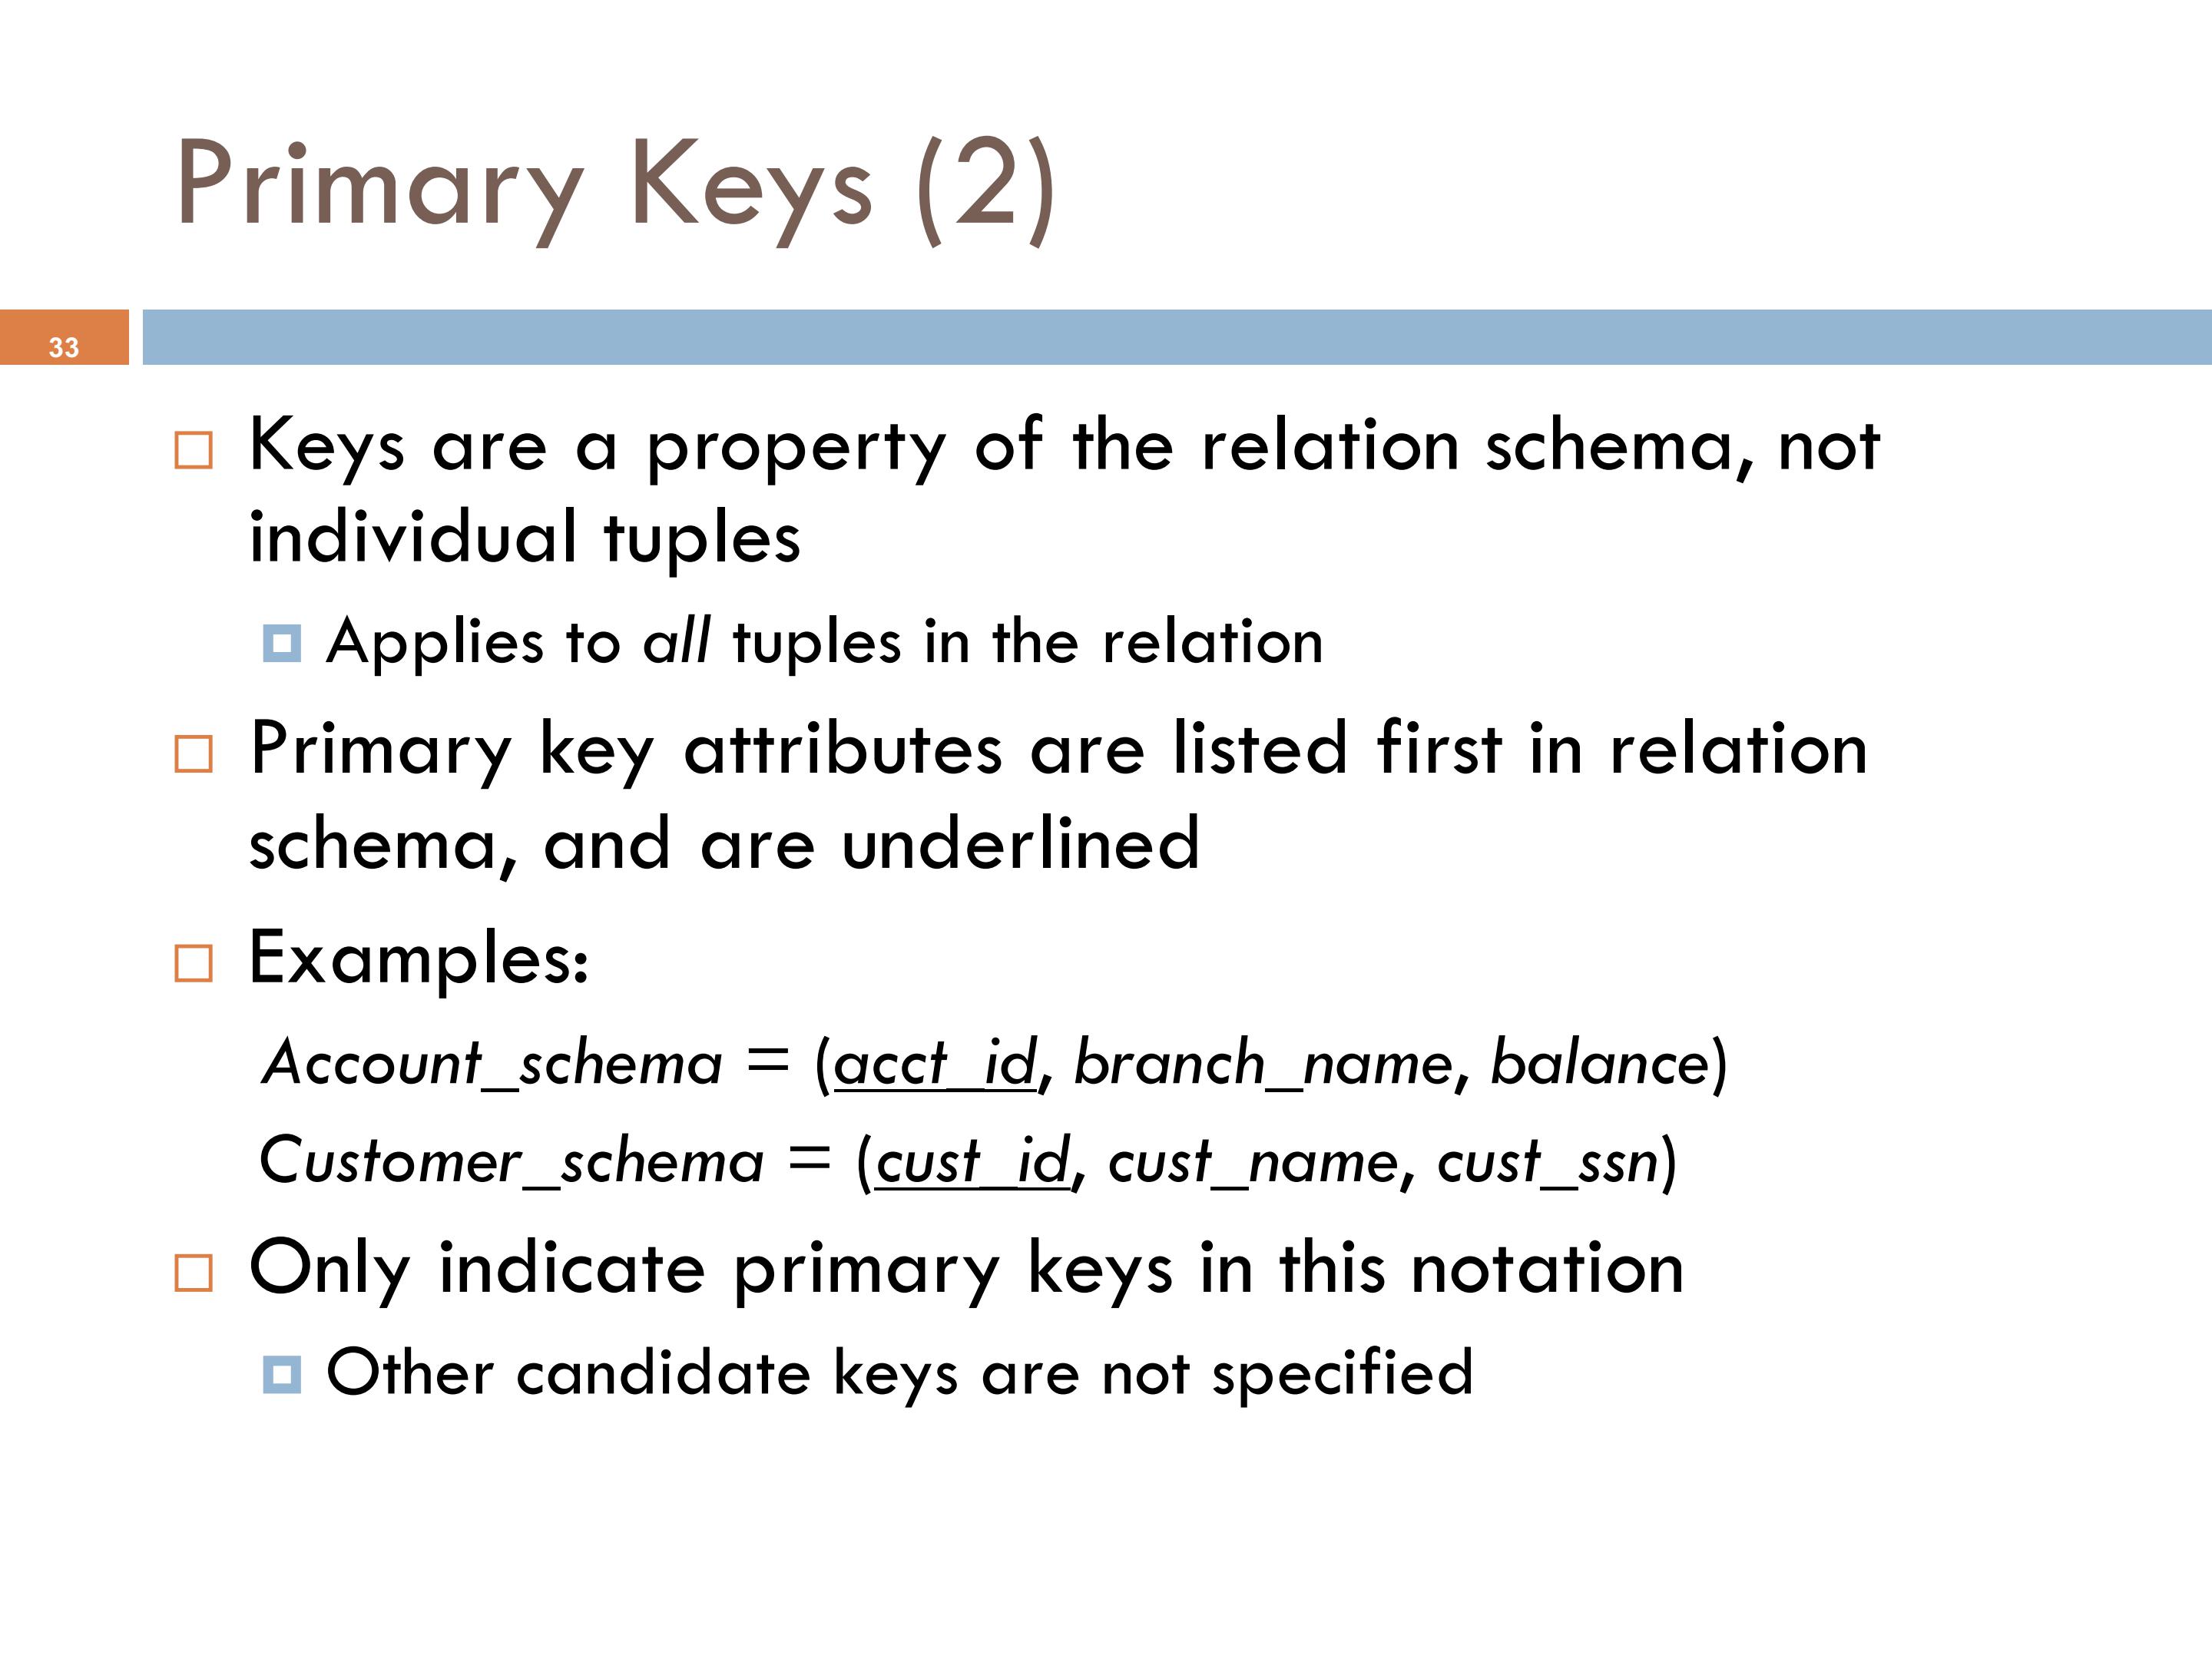 Primary Keys (2)
33
Keys are a property of the relation schema, not
individual tuples
Applies to all tuples in the relation
Primary key attributes are listed first in relation
schema, and are underlined
Examples:
Account_schema = (acct_id, branch_name, balance)
Customer_schema = (cust_id, cust_name, cust_ssn)
Only indicate primary keys in this notation
Other candidate keys are not specified